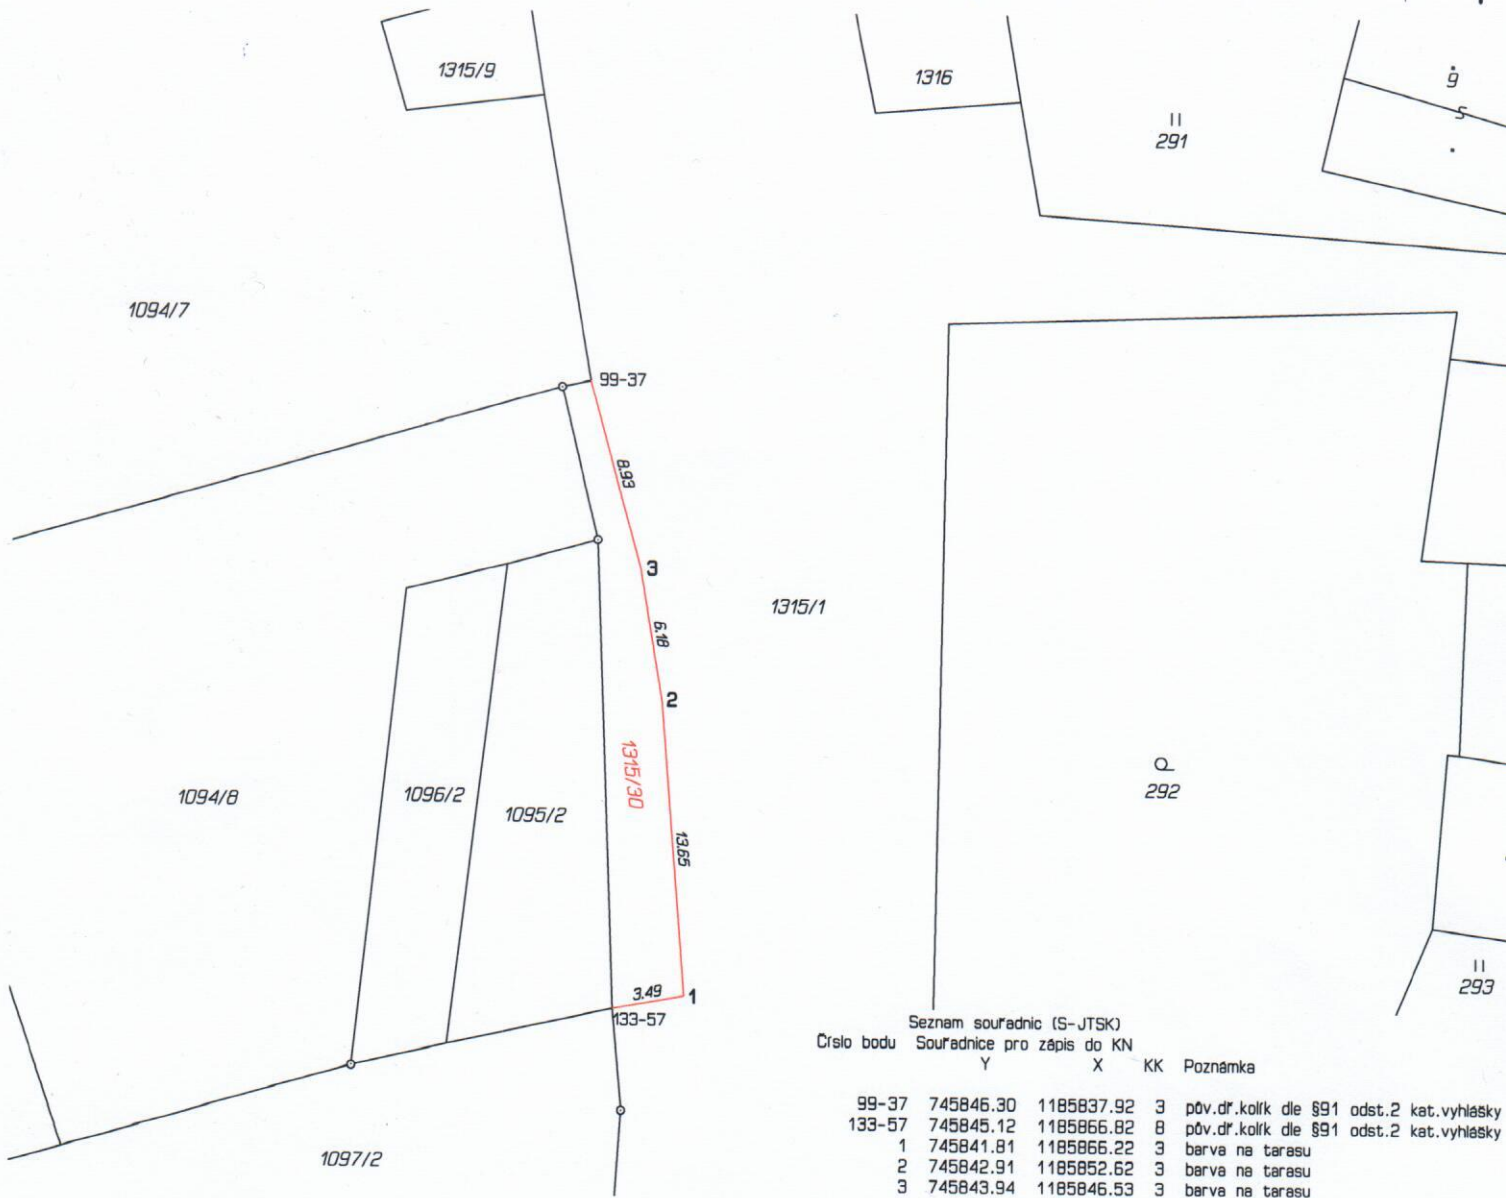 1315/9
1316
II
291
9
S
1094/7
99-37
8.93
3
1315/1
6.18
2
1315/30
1094/8
1096/2
1095/2
13.65
292
3.49
1
133-57
II
293
1097/2
Seznam souřadnic (S-JTSK)
Číslo bodu Souřadnice pro zápis do KN
Y X KK Poznámka
99-37 745846.30 1185837.92 3 pův.dř.kolík dle §91 odst.2 kat.vyhlášky
133-57 745845.12 1185866.82 8 pův.dř.kolík dle §91 odst.2 kat.vyhlášky
1 745841.81 1185866.22 3 barva na tarasu
2 745842.91 1185852.62 3 barva na tarasu
3 745843.94 1185846.53 3 barva na tarasu